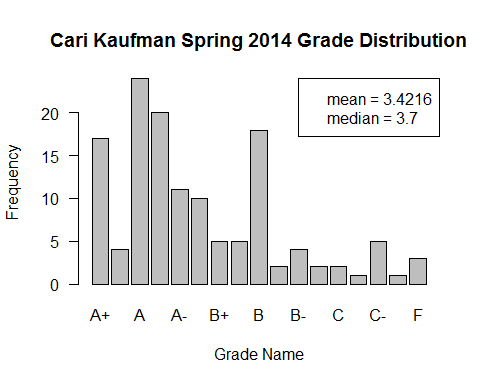 Cari Kaufman Spring 2014 Grade Distribution
mean = 3.4216
median = 3.7
Frequency
20
15
10
5
0
A+ A A- B+ B B- C C- F
Grade Name